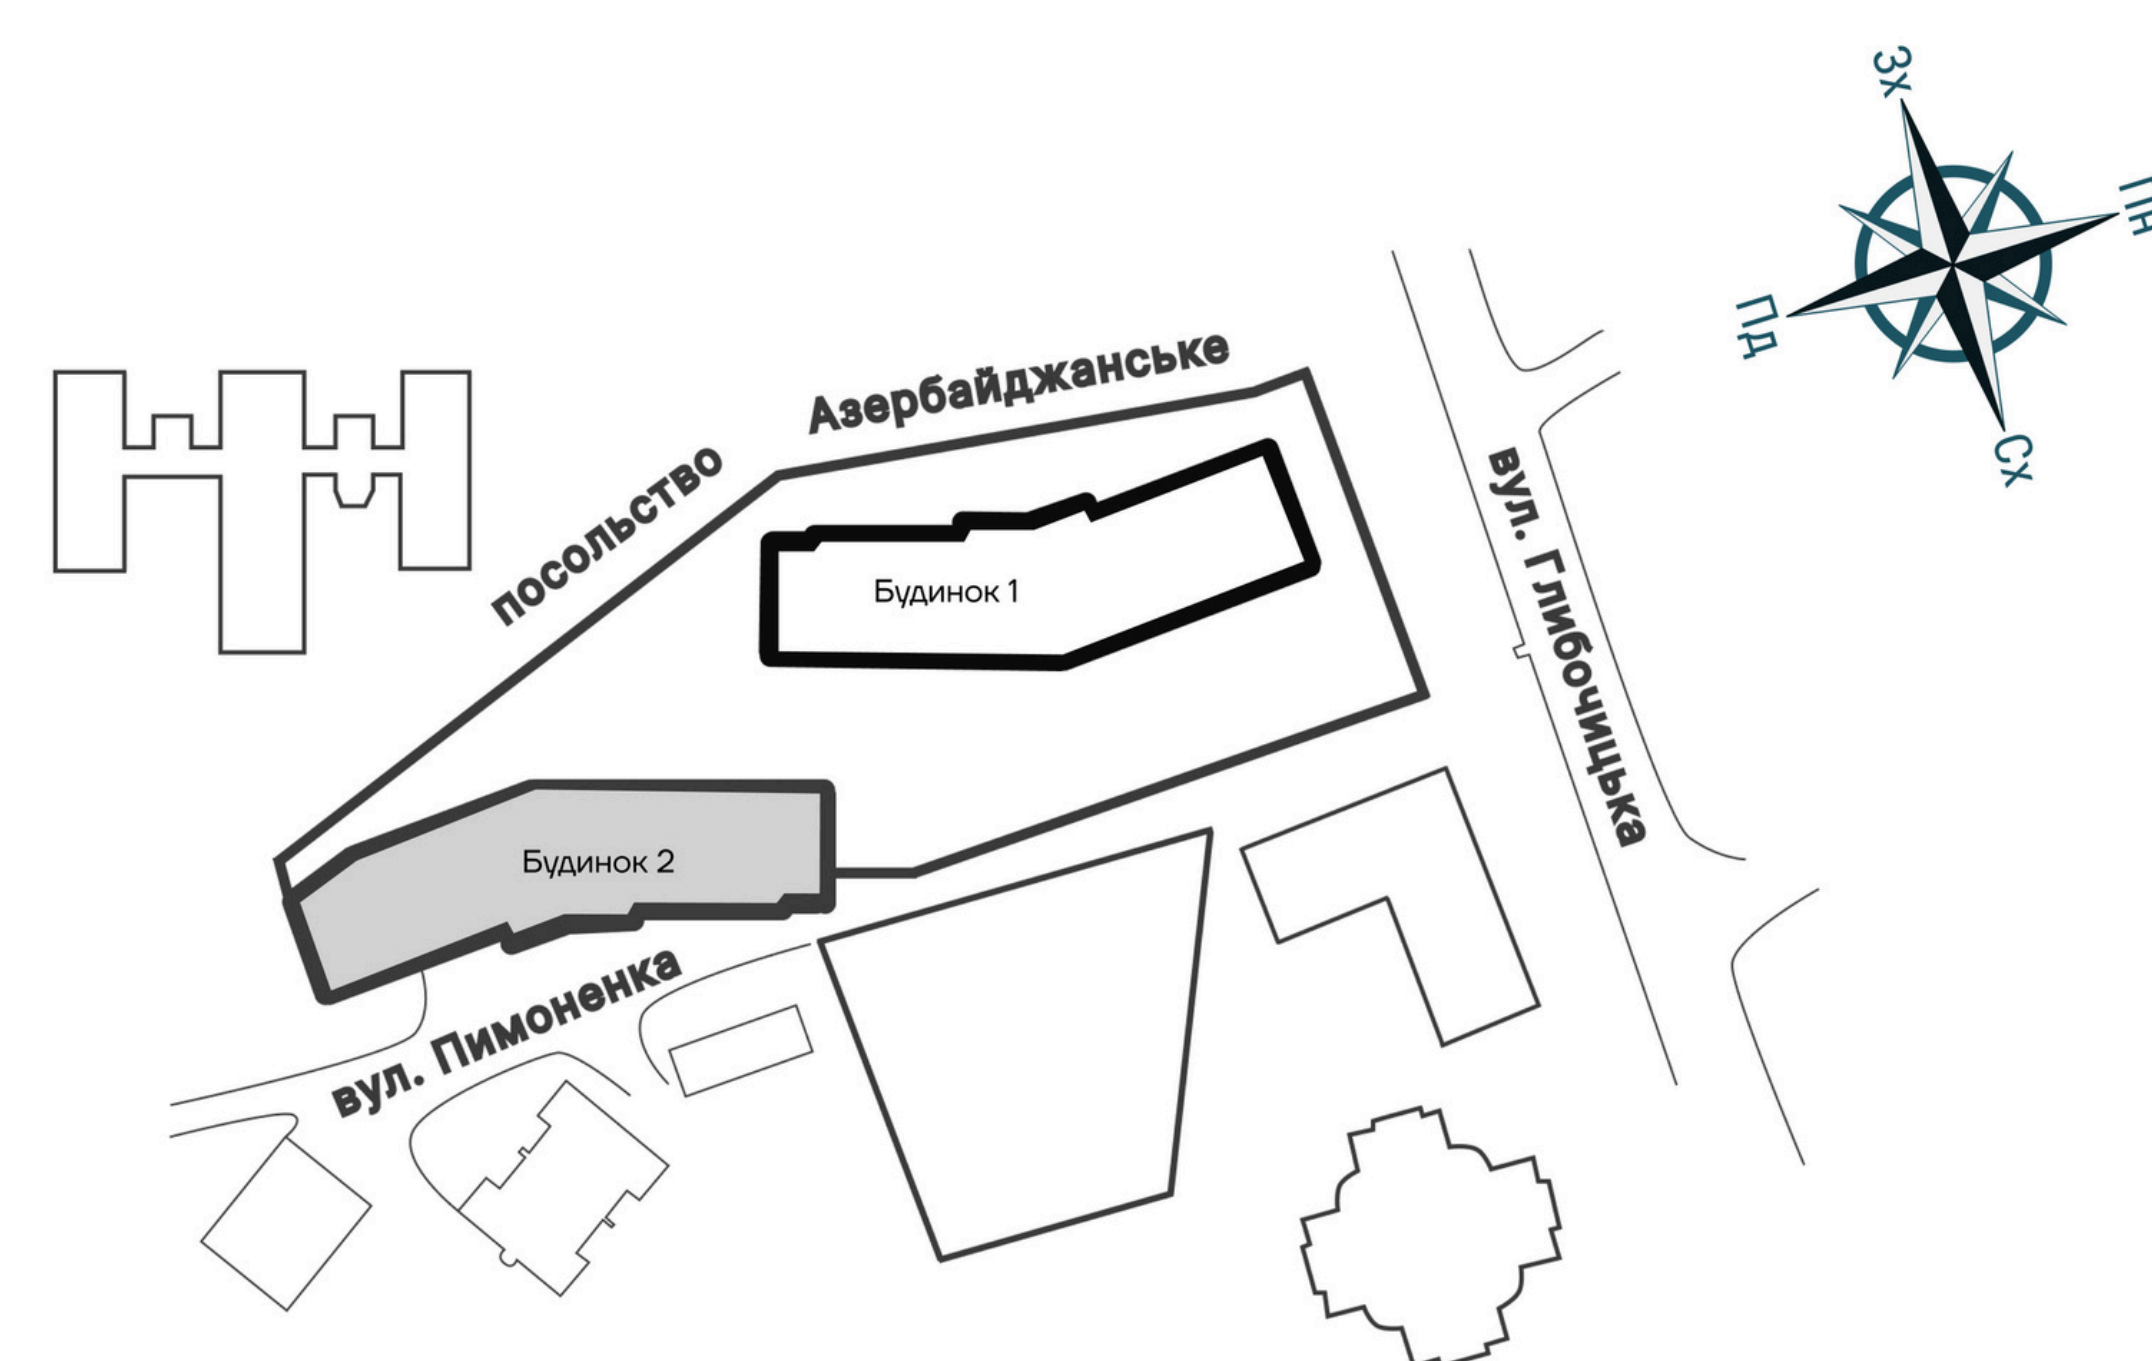 Зх
Пн
Пд
Сх
посольство Азербайджанське
вул. Глибочицька
Будинок 1
Будинок 2
вул. Пимоненка